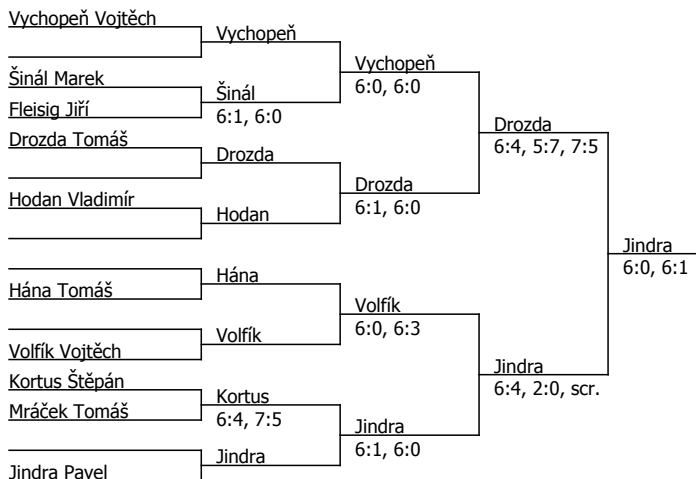 Vychopeň Vojtěch
Vychopeň
Vychopeň
6:0, 6:0
Šinál Marek
Šinál
6:1, 6:0
Fleisig Jiří
Drozda
6:4, 5:7, 7:5
Drozda Tomáš
Drozda
Drozda
6:1, 6:0
Hodan Vladimír
Hodan
Jindra
6:0, 6:1
Hána
Hána Tomáš
Volfík
6:0, 6:3
Volfík
Volfík Vojtěch
Jindra
6:4, 2:0, scr.
Kortus Štěpán
Kortus
6:4, 7:5
Mráček Tomáš
Jindra
6:1, 6:0
Jindra
Jindra Pavel